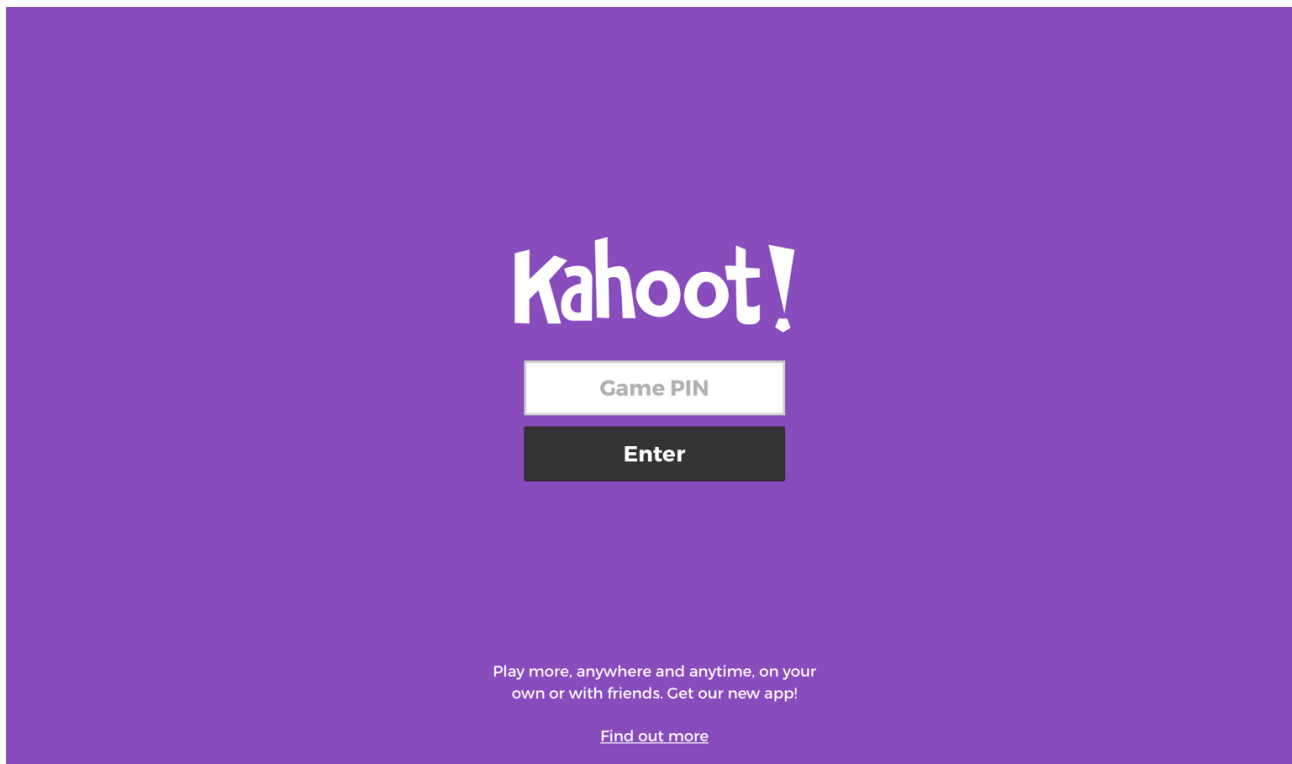 Kahoot!
Game PIN
Enter
Play more, anywhere and anytime, on your
own or with friends. Get our new app!
Find out more